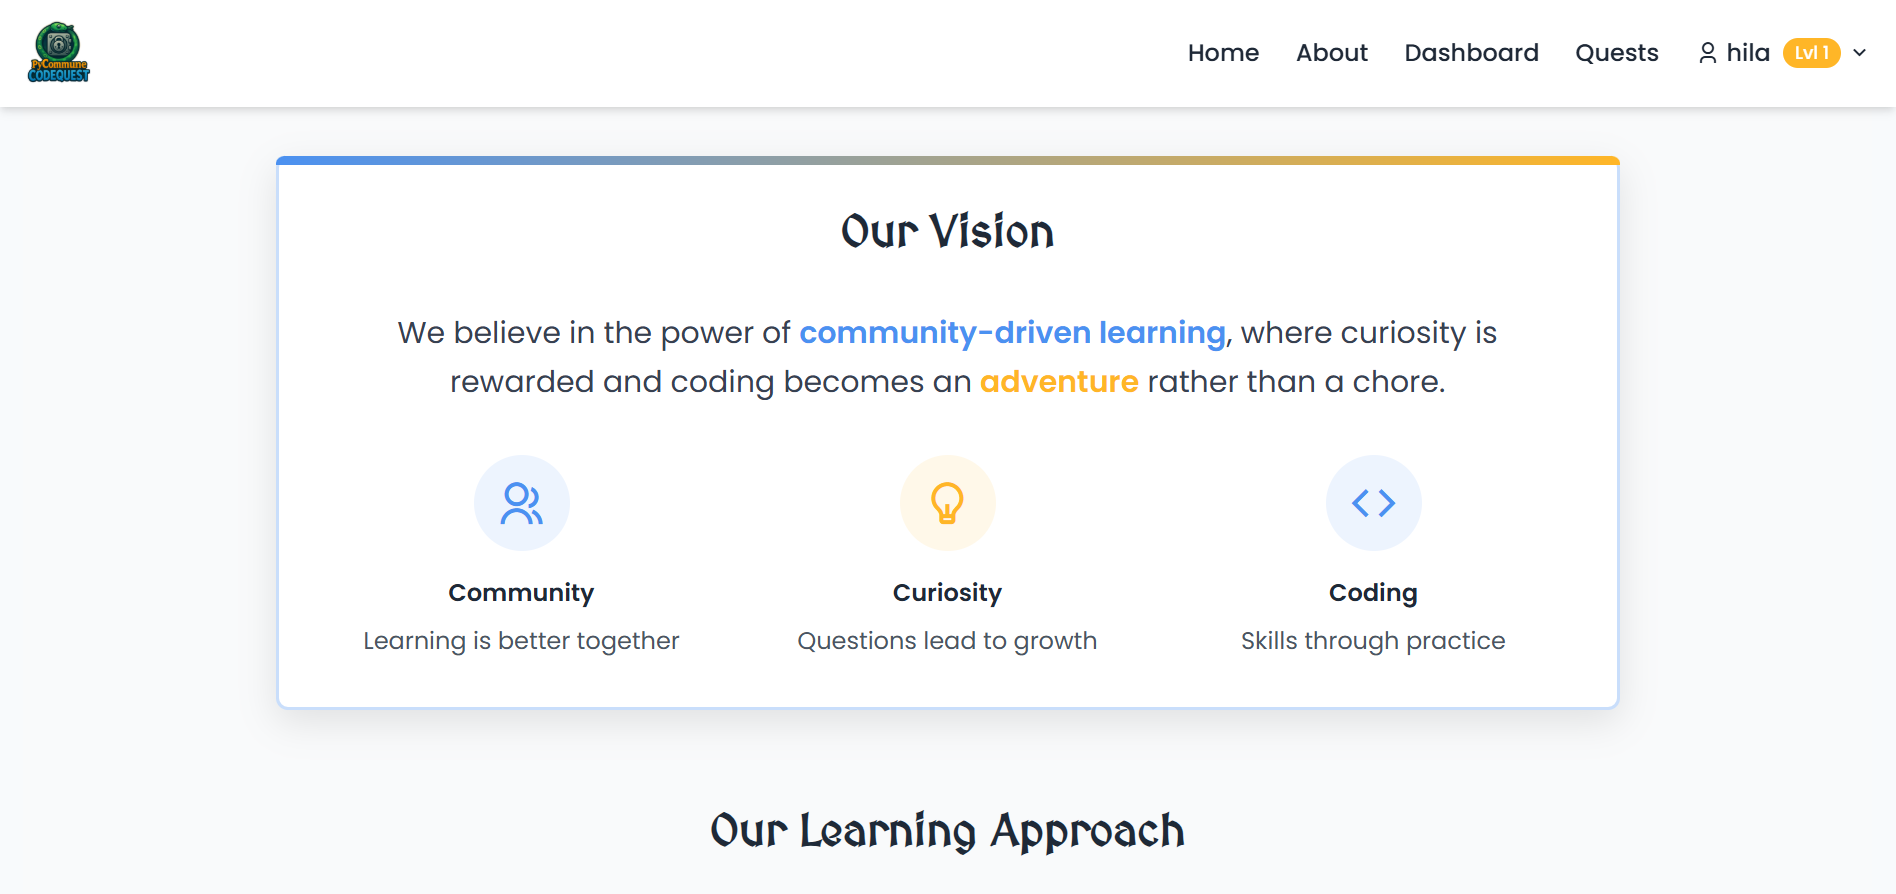 PyCommune
CODEQUEST
Home About Dashboard Quests hila Lvl 1
Our Vision
We believe in the power of community-driven learning, where curiosity is
rewarded and coding becomes an adventure rather than a chore.
Community Curiosity Coding
Learning is better together Questions lead to growth Skills through practice
Our Learning Approach